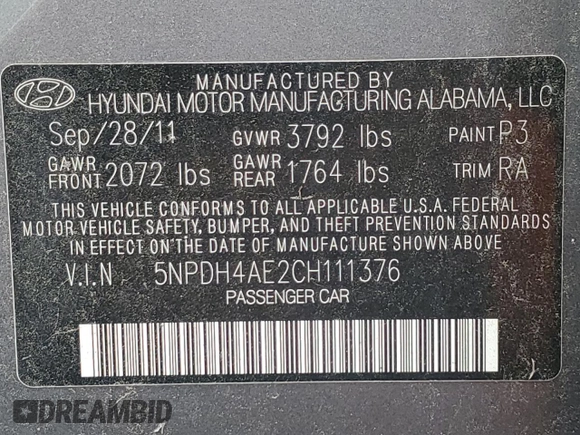 MANUFACTURED BY
HYUNDAI MOTOR MANUFACTURING ALABAMA, LLC
Sep/28/11 GVWR 3792 lbs PAINT P3
GAWR FRONT 2072 lbs GAWR REAR 1764 lbs TRIM RA
THIS VEHICLE CONFORMS TO ALL APPLICABLE U.S.A. FEDERAL
MOTOR VEHICLE SAFETY, BUMPER, AND THEFT PREVENTION STANDARDS
IN EFFECT ON THE DATE OF MANUFACTURE SHOWN ABOVE
V.I.N 5NPDH4AE2CH111376
PASSENGER CAR
DREAMBID